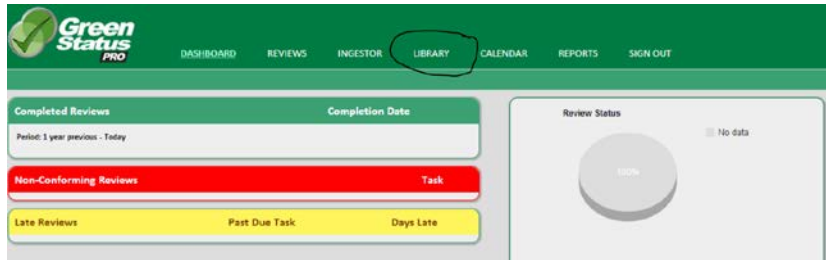 Green
Status
PRO
DASHBOARD REVIEWS INGESTOR LIBRARY CALENDAR REPORTS SIGN OUT
Completed Reviews Completion Date
Period: 1 year previous - Today
Non-Conforming Reviews Task
Late Reviews Past Due Task Days Late
Review Status
No data
100%